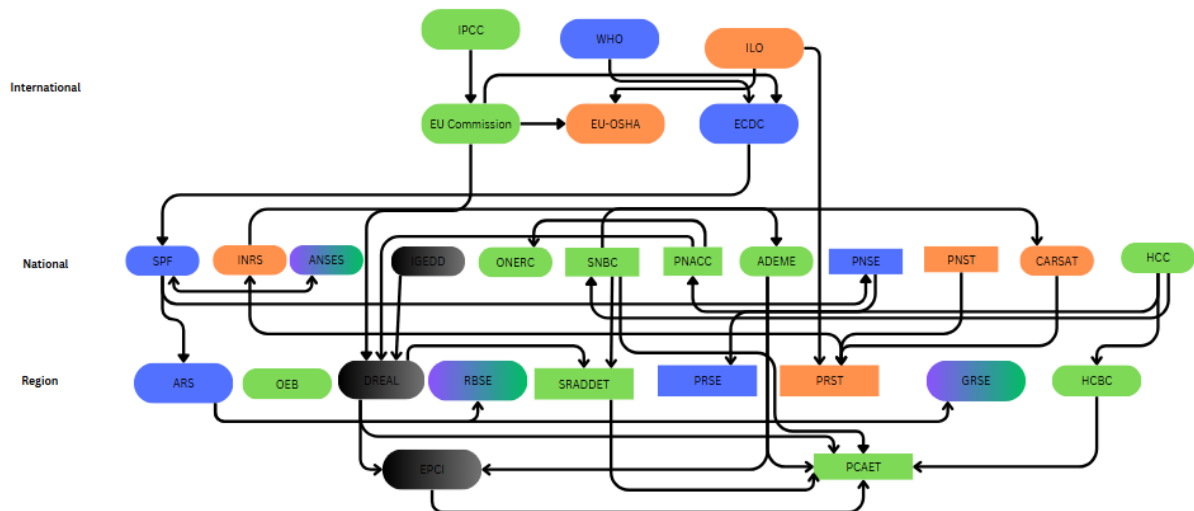 IPCC
WHO
ILO
International
EU Commission
EU-OSHA
ECDC
National
SPF
INRS
ANSES
IGEDD
ONERC
SNBC
PNACC
ADEME
PNSE
PNST
CARSAT
HCC
Region
ARS
OEB
DREAL
RBSE
SRADDET
PRSE
PRST
GRSE
HCBC
EPCI
PCAET